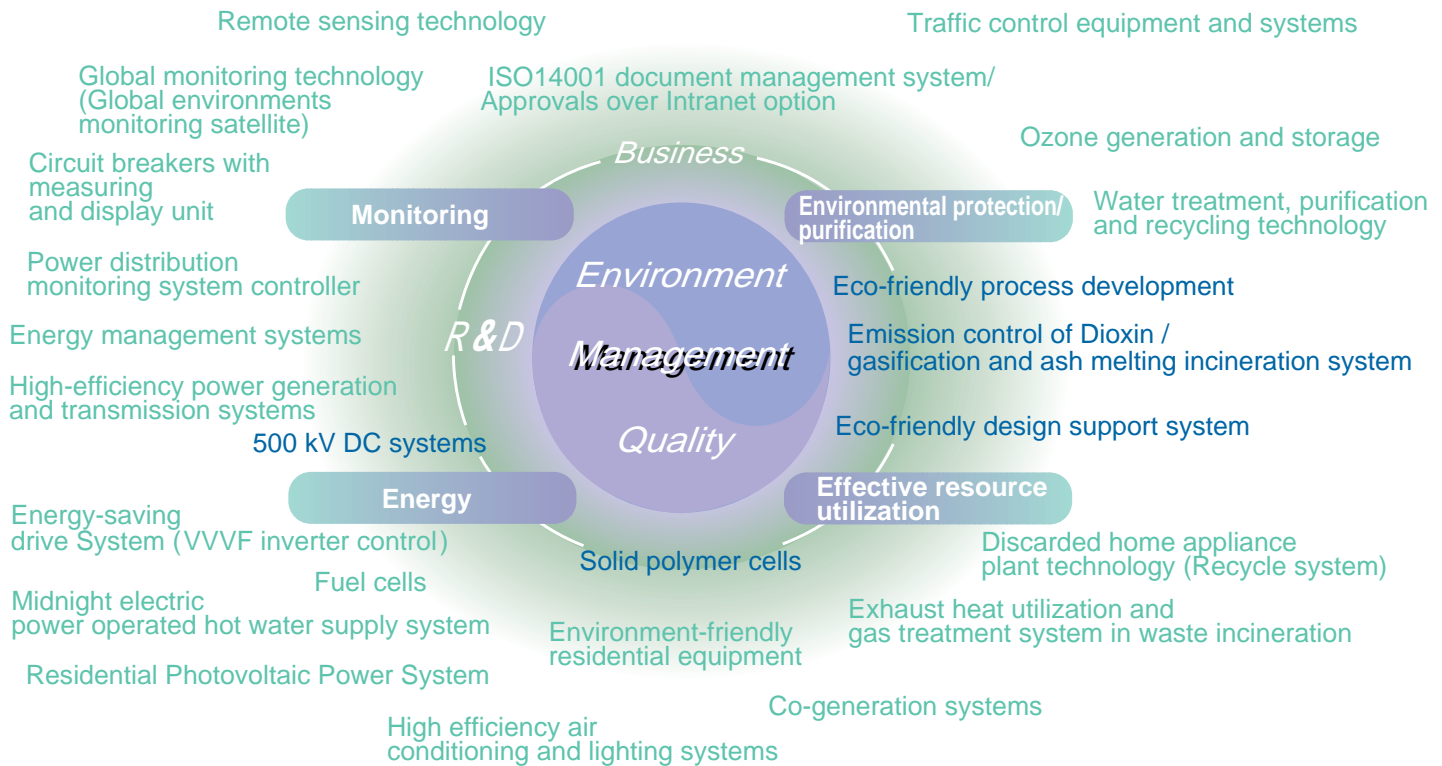 Remote sensing technology
Traffic control equipment and systems
Global monitoring technology
(Global environments
monitoring satellite)
ISO14001 document management system/
Approvals over Intranet option
Ozone generation and storage
Business
Circuit breakers with
measuring
and display unit
Monitoring
Environmental protection/
purification
Water treatment, purification
and recycling technology
Power distribution
monitoring system controller
Environment
Eco-friendly process development
Energy management systems
R&D
Management
Emission control of Dioxin /
gasification and ash melting incineration system
High-efficiency power generation
and transmission systems
500 kV DC systems
Quality
Eco-friendly design support system
Energy
Effective resource
utilization
Energy-saving
drive System (VVVF inverter control)
Solid polymer cells
Discarded home appliance
plant technology (Recycle system)
Fuel cells
Midnight electric
power operated hot water supply system
Environment-friendly
residential equipment
Exhaust heat utilization and
gas treatment system in waste incineration
Residential Photovoltaic Power System
Co-generation systems
High efficiency air
conditioning and lighting systems